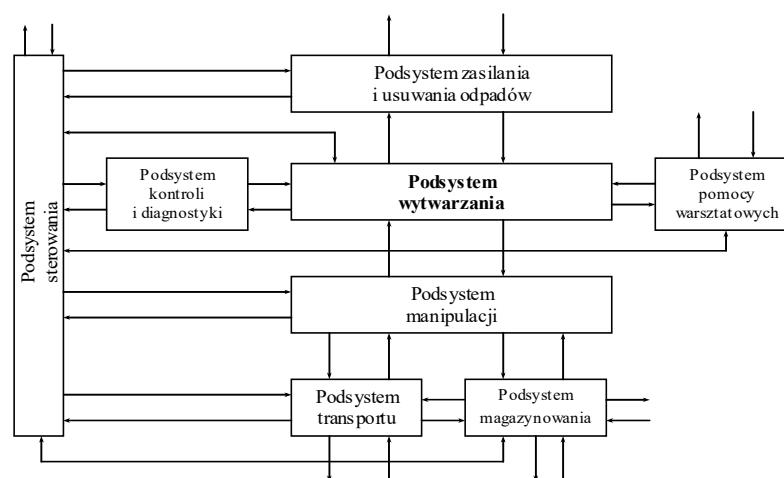 Podsystem zasilania
i usuwania odpadów
Podsystem
kontroli
i diagnostyki
Podsystem
wytwarzania
Podsystem
pomocy
warsztatowych
Podsystem
sterowania
Podsystem
manipulacji
Podsystem
transportu
Podsystem
magazynowania